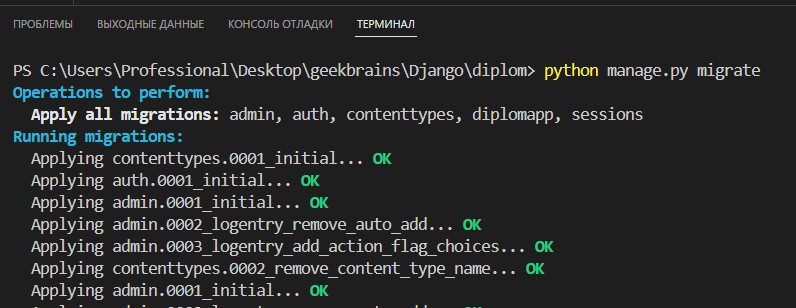 ПРОБЛЕМЫ ВЫХОДНЫЕ ДАННЫЕ КОНСОЛЬ ОТЛАДКИ ТЕРМИНАЛ
PS C:\Users\Professional\Desktop\geekbrains\Django\diplom> python manage.py migrate
Operations to perform:
  Apply all migrations: admin, auth, contenttypes, diplomapp, sessions
Running migrations:
  Applying contenttypes.0001_initial... OK
  Applying auth.0001_initial... OK
  Applying admin.0001_initial... OK
  Applying admin.0002_logentry_remove_auto_add... OK
  Applying admin.0003_logentry_add_action_flag_choices... OK
  Applying contenttypes.0002_remove_content_type_name... OK
  Applying admin.0001_initial... OK